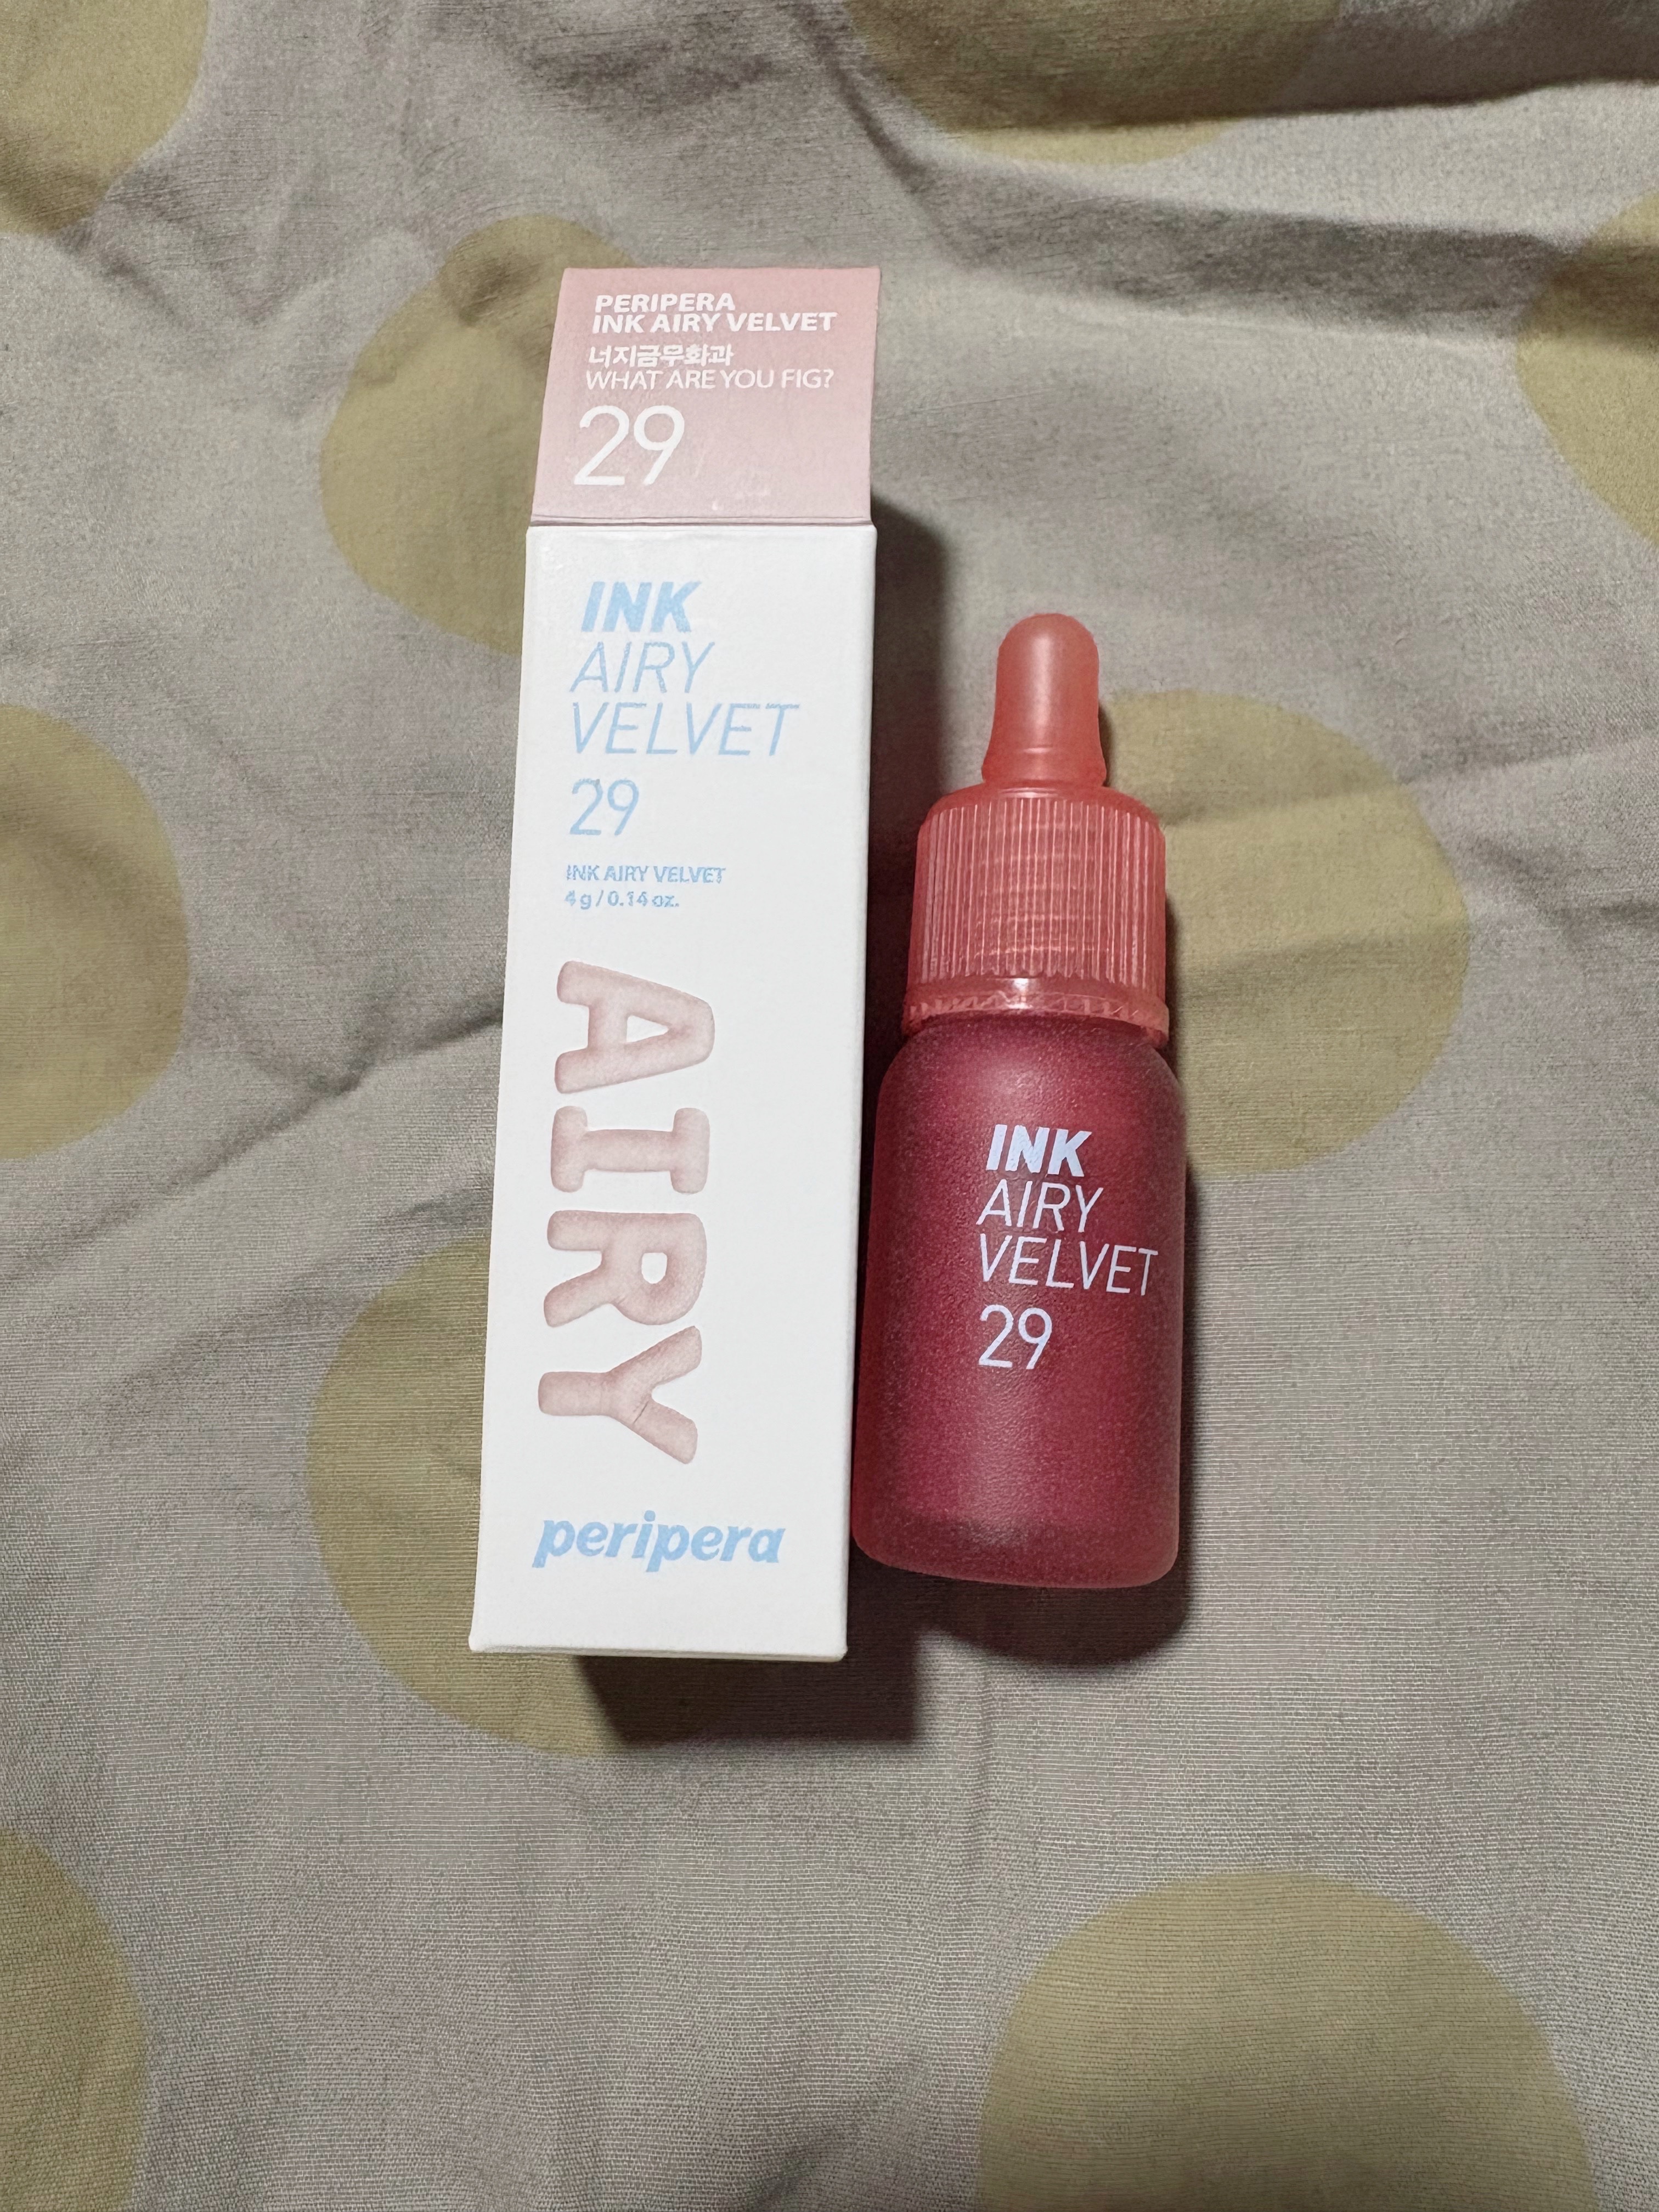 PERIPERA
INK AIRY VELVET
너지금무화과
WHAT ARE YOU FIG?
29
INK
AIRY
VELVET
29
INK AIRY VELVET
4 g / 0.14 oz.
AIRY
peripera
INK
AIRY
VELVET
29